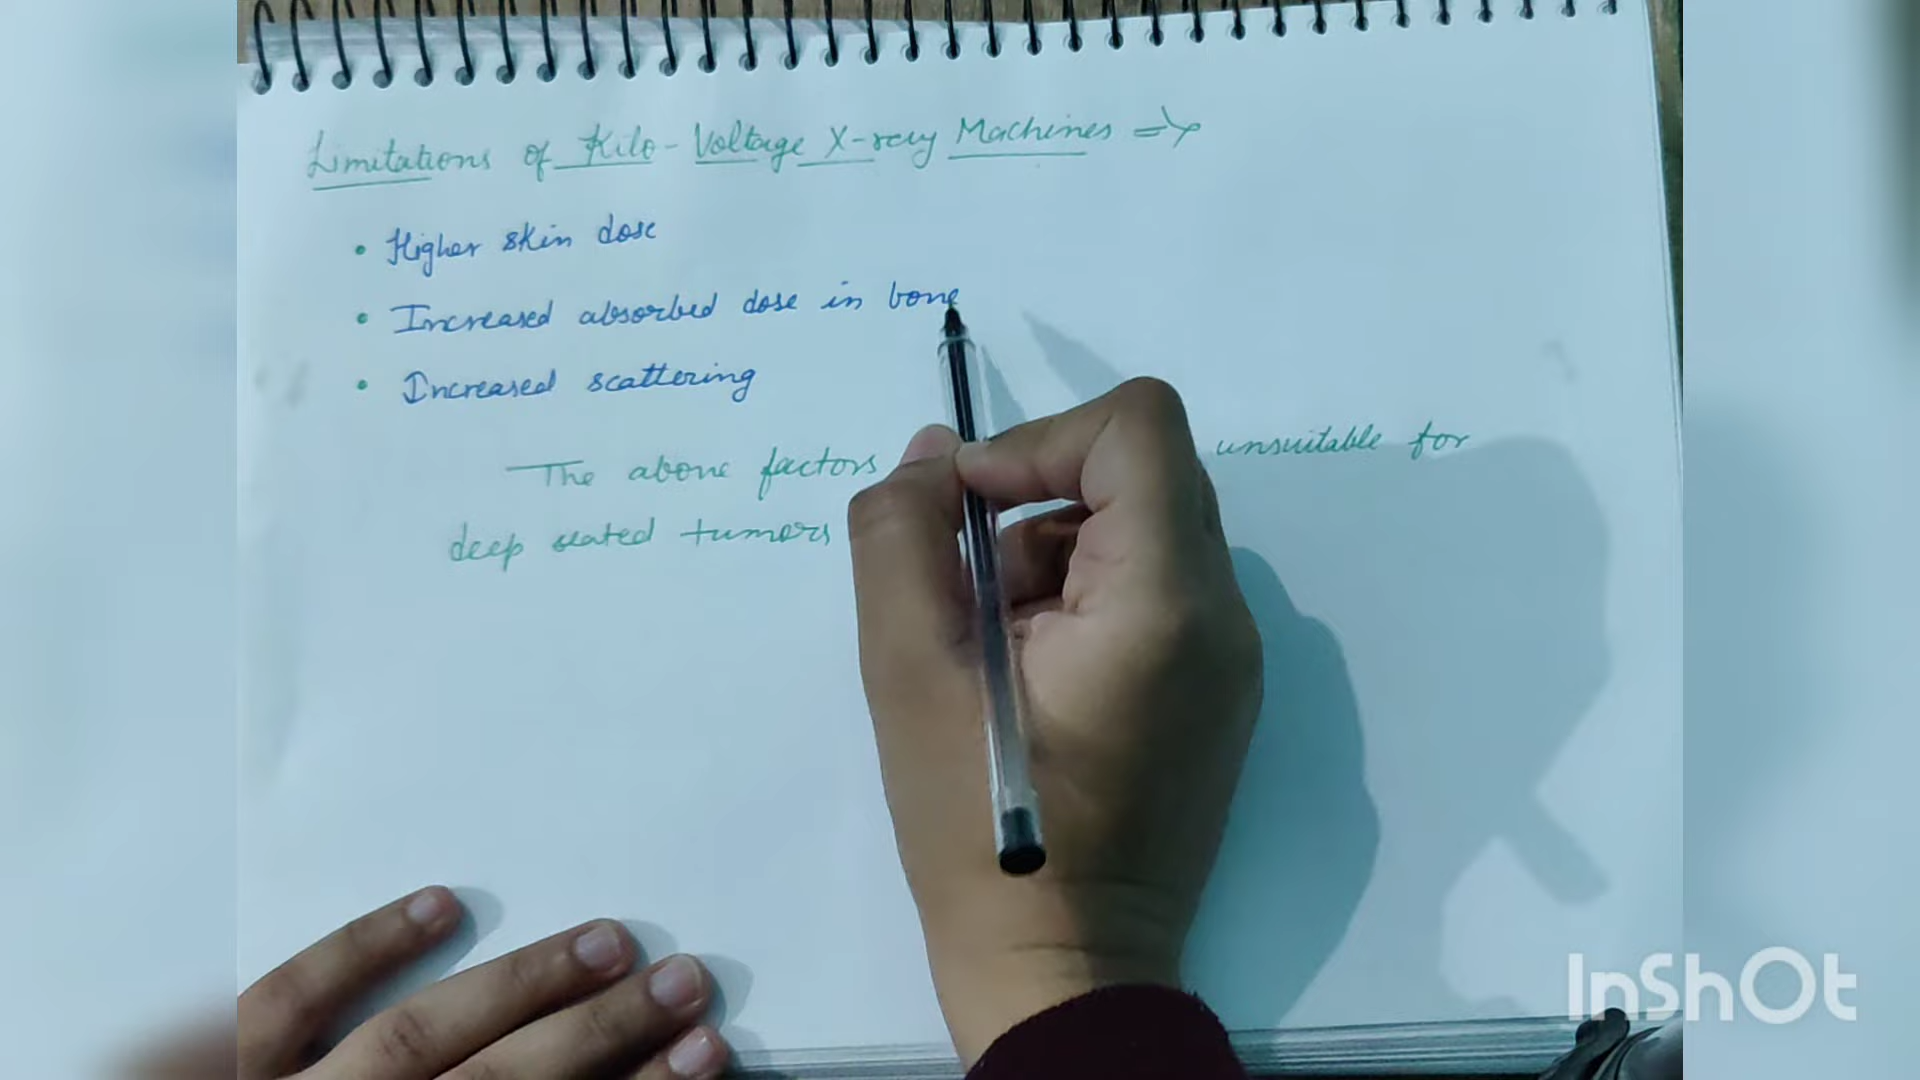 Limitations of Kilo-Voltage X-ray Machines =>
• Higher skin dose
• Increased absorbed dose in bone
• Increased scattering
The above factors unsuitable for
deep seated tumors
InShOt